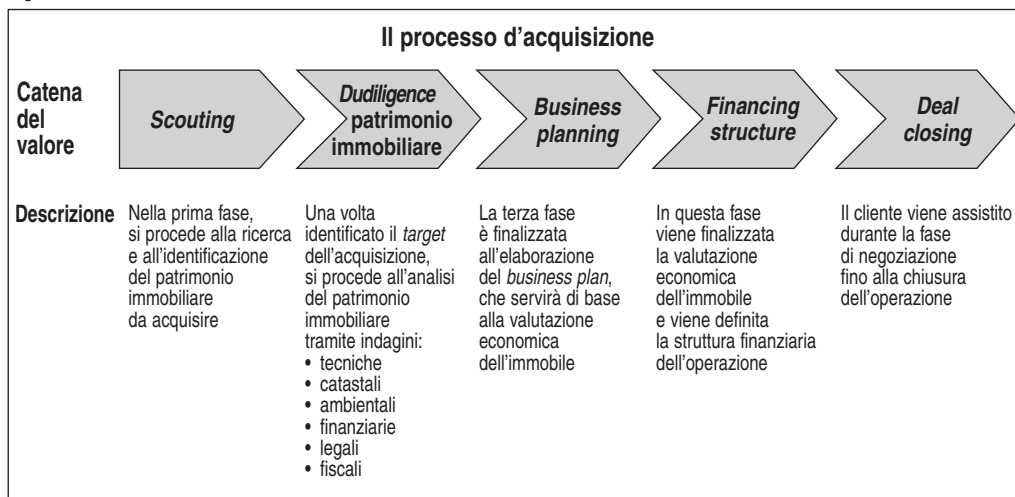 Il processo d'acquisizione
Catena
del
valore
Scouting
Dudiligence
patrimonio
immobiliare
Business
planning
Financing
structure
Deal
closing
Descrizione
Nella prima fase,
si procede alla ricerca
e all'identificazione
del patrimonio
immobiliare
da acquisire
Una volta
identificato il target
dell'acquisizione,
si procede all'analisi
del patrimonio
immobiliare
tramite indagini:
• tecniche
• catastali
• ambientali
• finanziarie
• legali
• fiscali
La terza fase
è finalizzata
all'elaborazione
del business plan,
che servirà di base
alla valutazione
economica
dell'immobile
In questa fase
viene finalizzata
la valutazione
economica
dell'immobile
e viene definita
la struttura finanziaria
dell'operazione
Il cliente viene assistito
durante la fase
di negoziazione
fino alla chiusura
dell'operazione